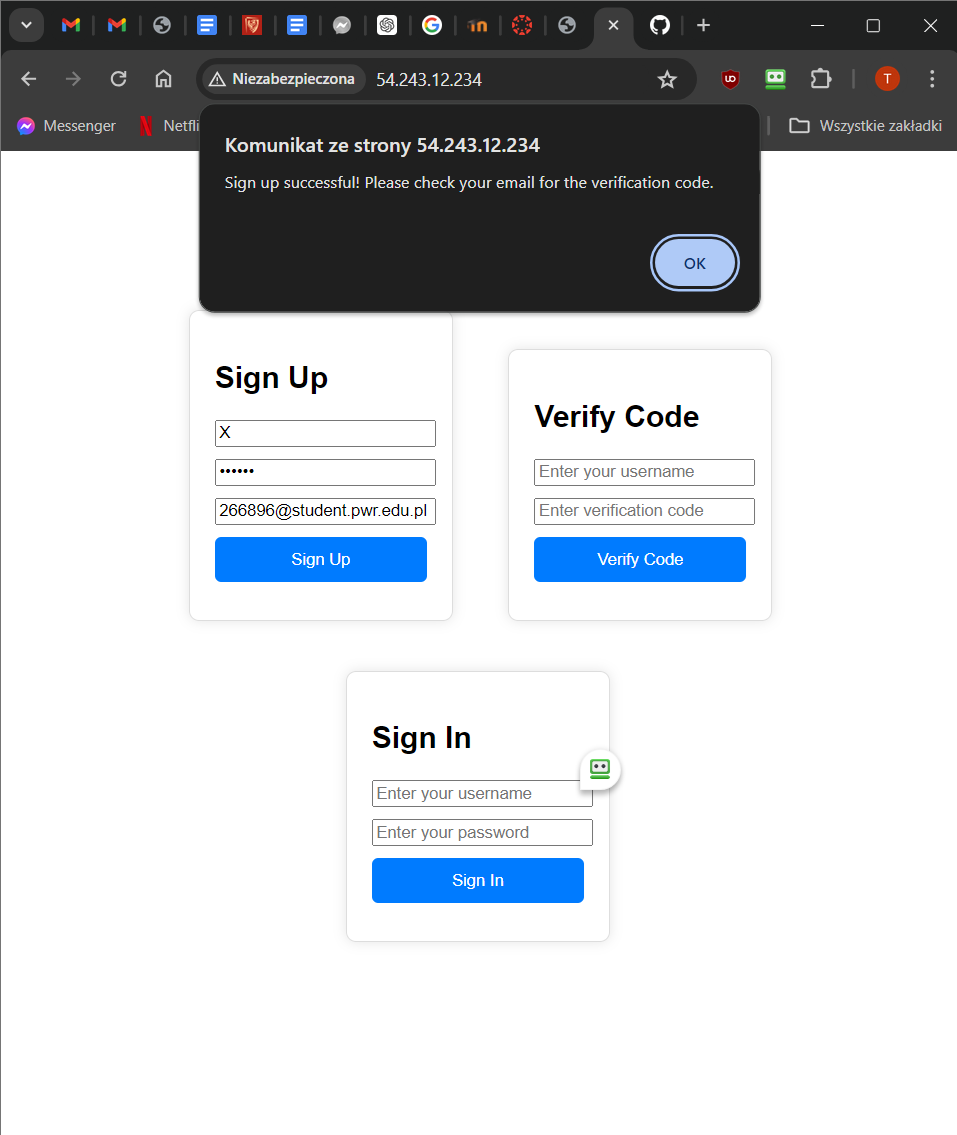 Niezabezpieczona
54.243.12.234
T
Messenger
Netfli
Wszystkie zakładki
Komunikat ze strony 54.243.12.234
Sign up successful! Please check your email for the verification code.
OK
Sign Up
X
••••••
266896@student.pwr.edu.pl
Sign Up
Verify Code
Enter your username
Enter verification code
Verify Code
Sign In
Enter your username
Enter your password
Sign In